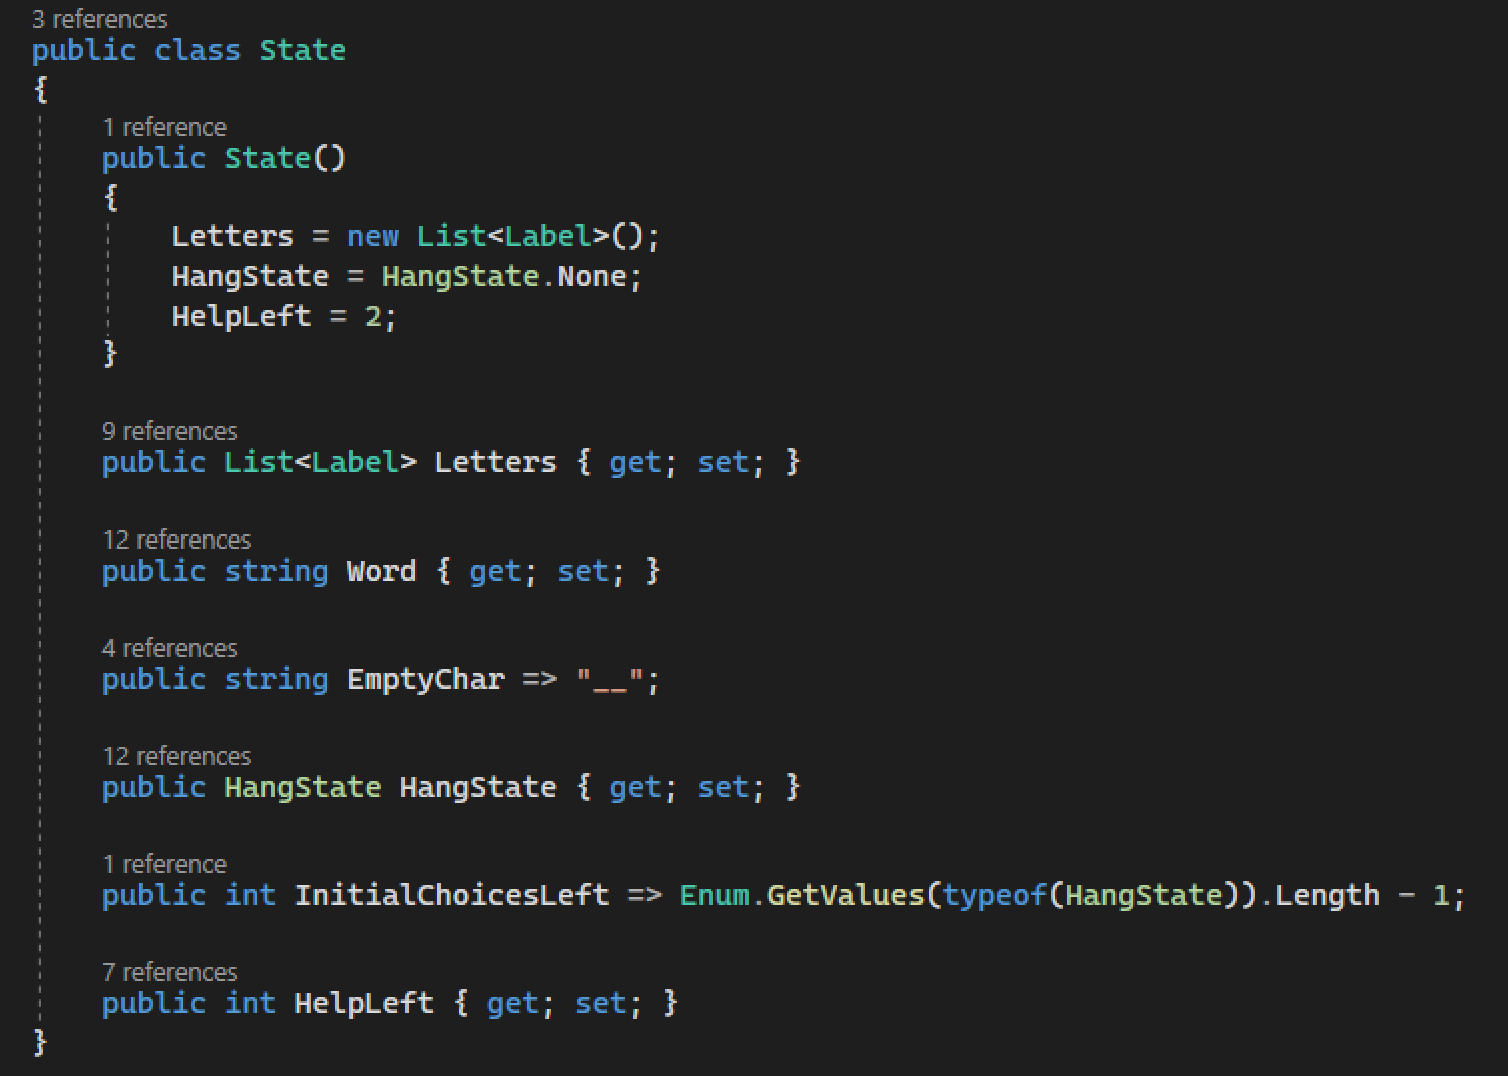 3 references
public class State
{
1 reference
public State()
{
Letters = new List<Label>();
HangState = HangState.None;
HelpLeft = 2;
}
9 references
public List<Label> Letters { get; set; }
12 references
public string Word { get; set; }
4 references
public string EmptyChar => "__";
12 references
public HangState HangState { get; set; }
1 reference
public int InitialChoicesLeft => Enum.GetValues(typeof(HangState)).Length - 1;
7 references
public int HelpLeft { get; set; }
}